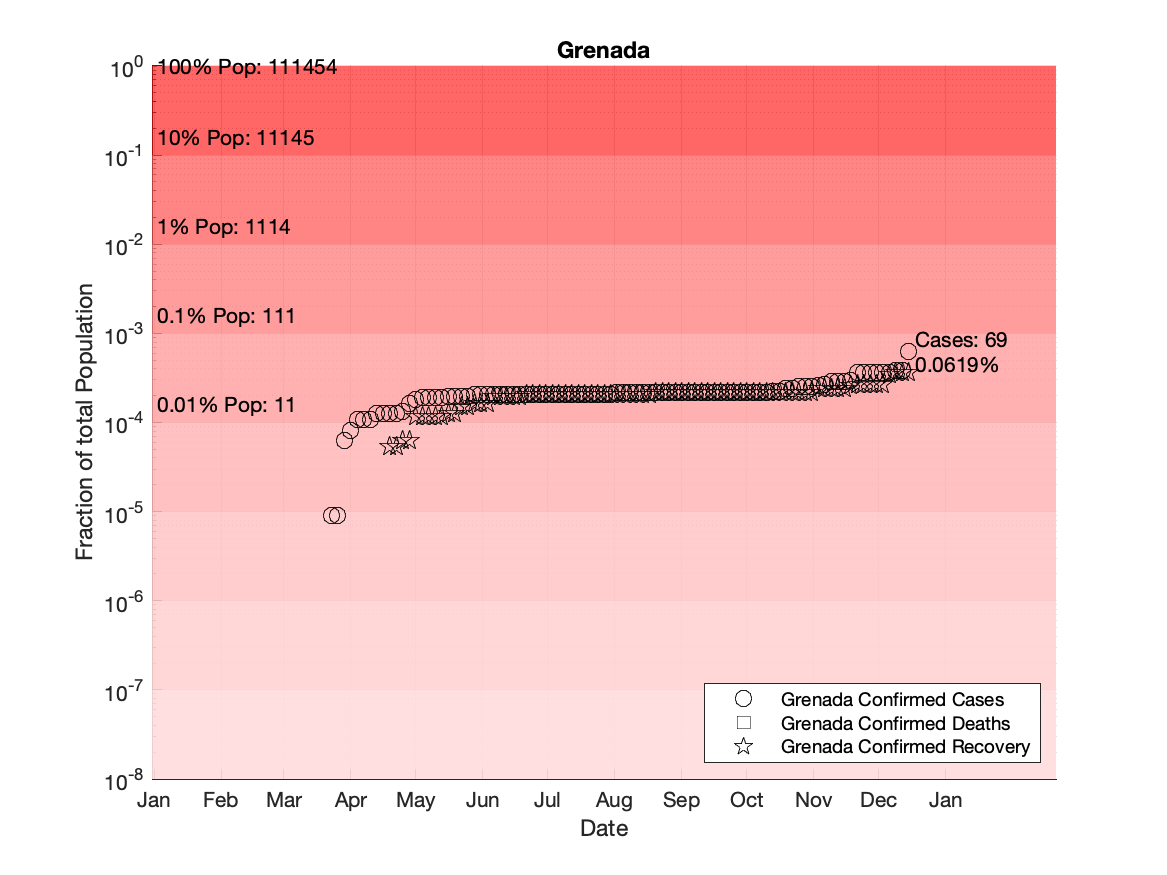 Grenada
10^0
100% Pop: 111454
10% Pop: 11145
10^-1
1% Pop: 1114
10^-2
0.1% Pop: 111
10^-3
Cases: 69
0.0619%
0.01% Pop: 11
10^-4
10^-5
10^-6
10^-7
10^-8
Fraction of total Population
Grenada Confirmed Cases
Grenada Confirmed Deaths
Grenada Confirmed Recovery
Jan Feb Mar Apr May Jun Jul Aug Sep Oct Nov Dec Jan
Date